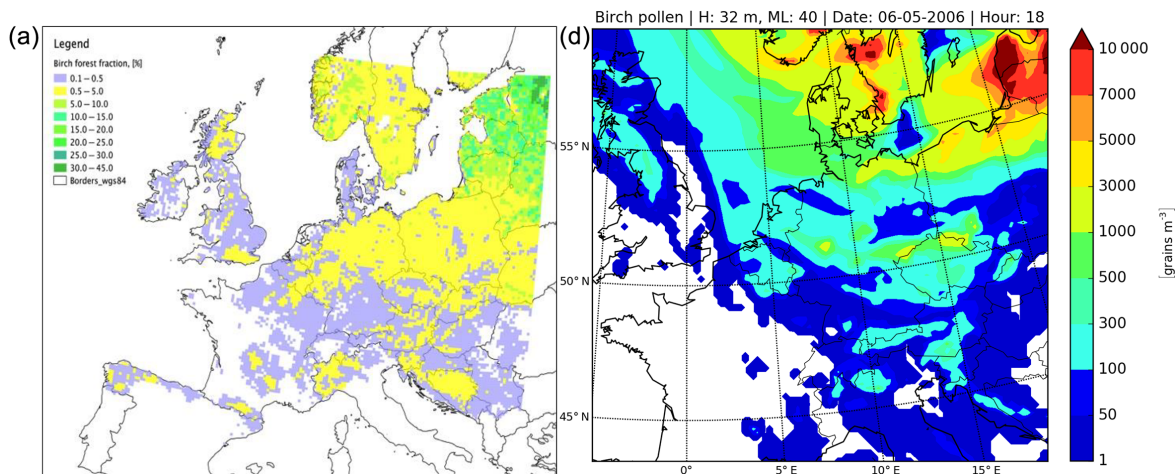 (a)
Legend
Birch forest fraction, [%]
0.1 – 0.5
0.5 – 5.0
5.0 – 10.0
10.0 – 15.0
15.0 – 20.0
20.0 – 25.0
25.0 – 30.0
30.0 – 45.0
Borders_wgs84
(d)
Birch pollen | H: 32 m, ML: 40 | Date: 06-05-2006 | Hour: 18
55° N
50° N
45° N
0°
5° E
10° E
15° E
10 000
7000
5000
3000
1000
500
300
100
50
1
[grains m⁻³]